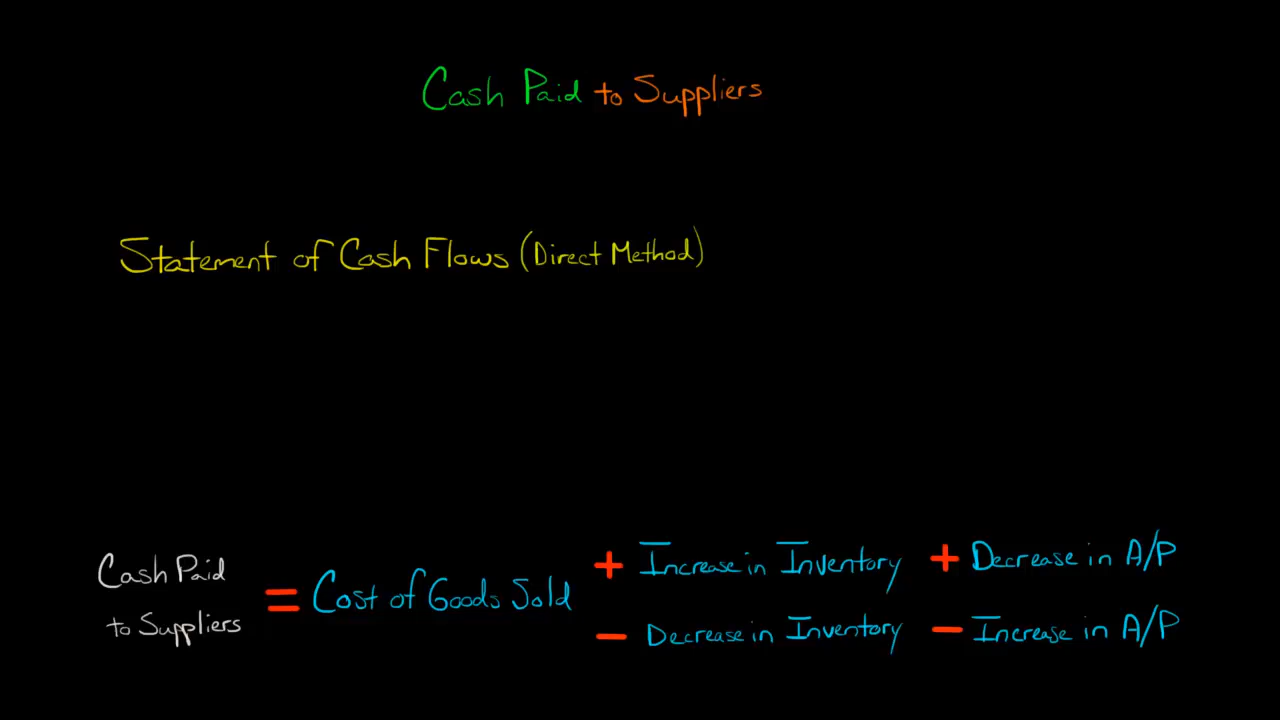 Cash Paid to Suppliers
Statement of Cash Flows (Direct Method)
Cash Paid
to Suppliers
= Cost of Goods Sold
+ Increase in Inventory + Decrease in A/P
− Decrease in Inventory − Increase in A/P